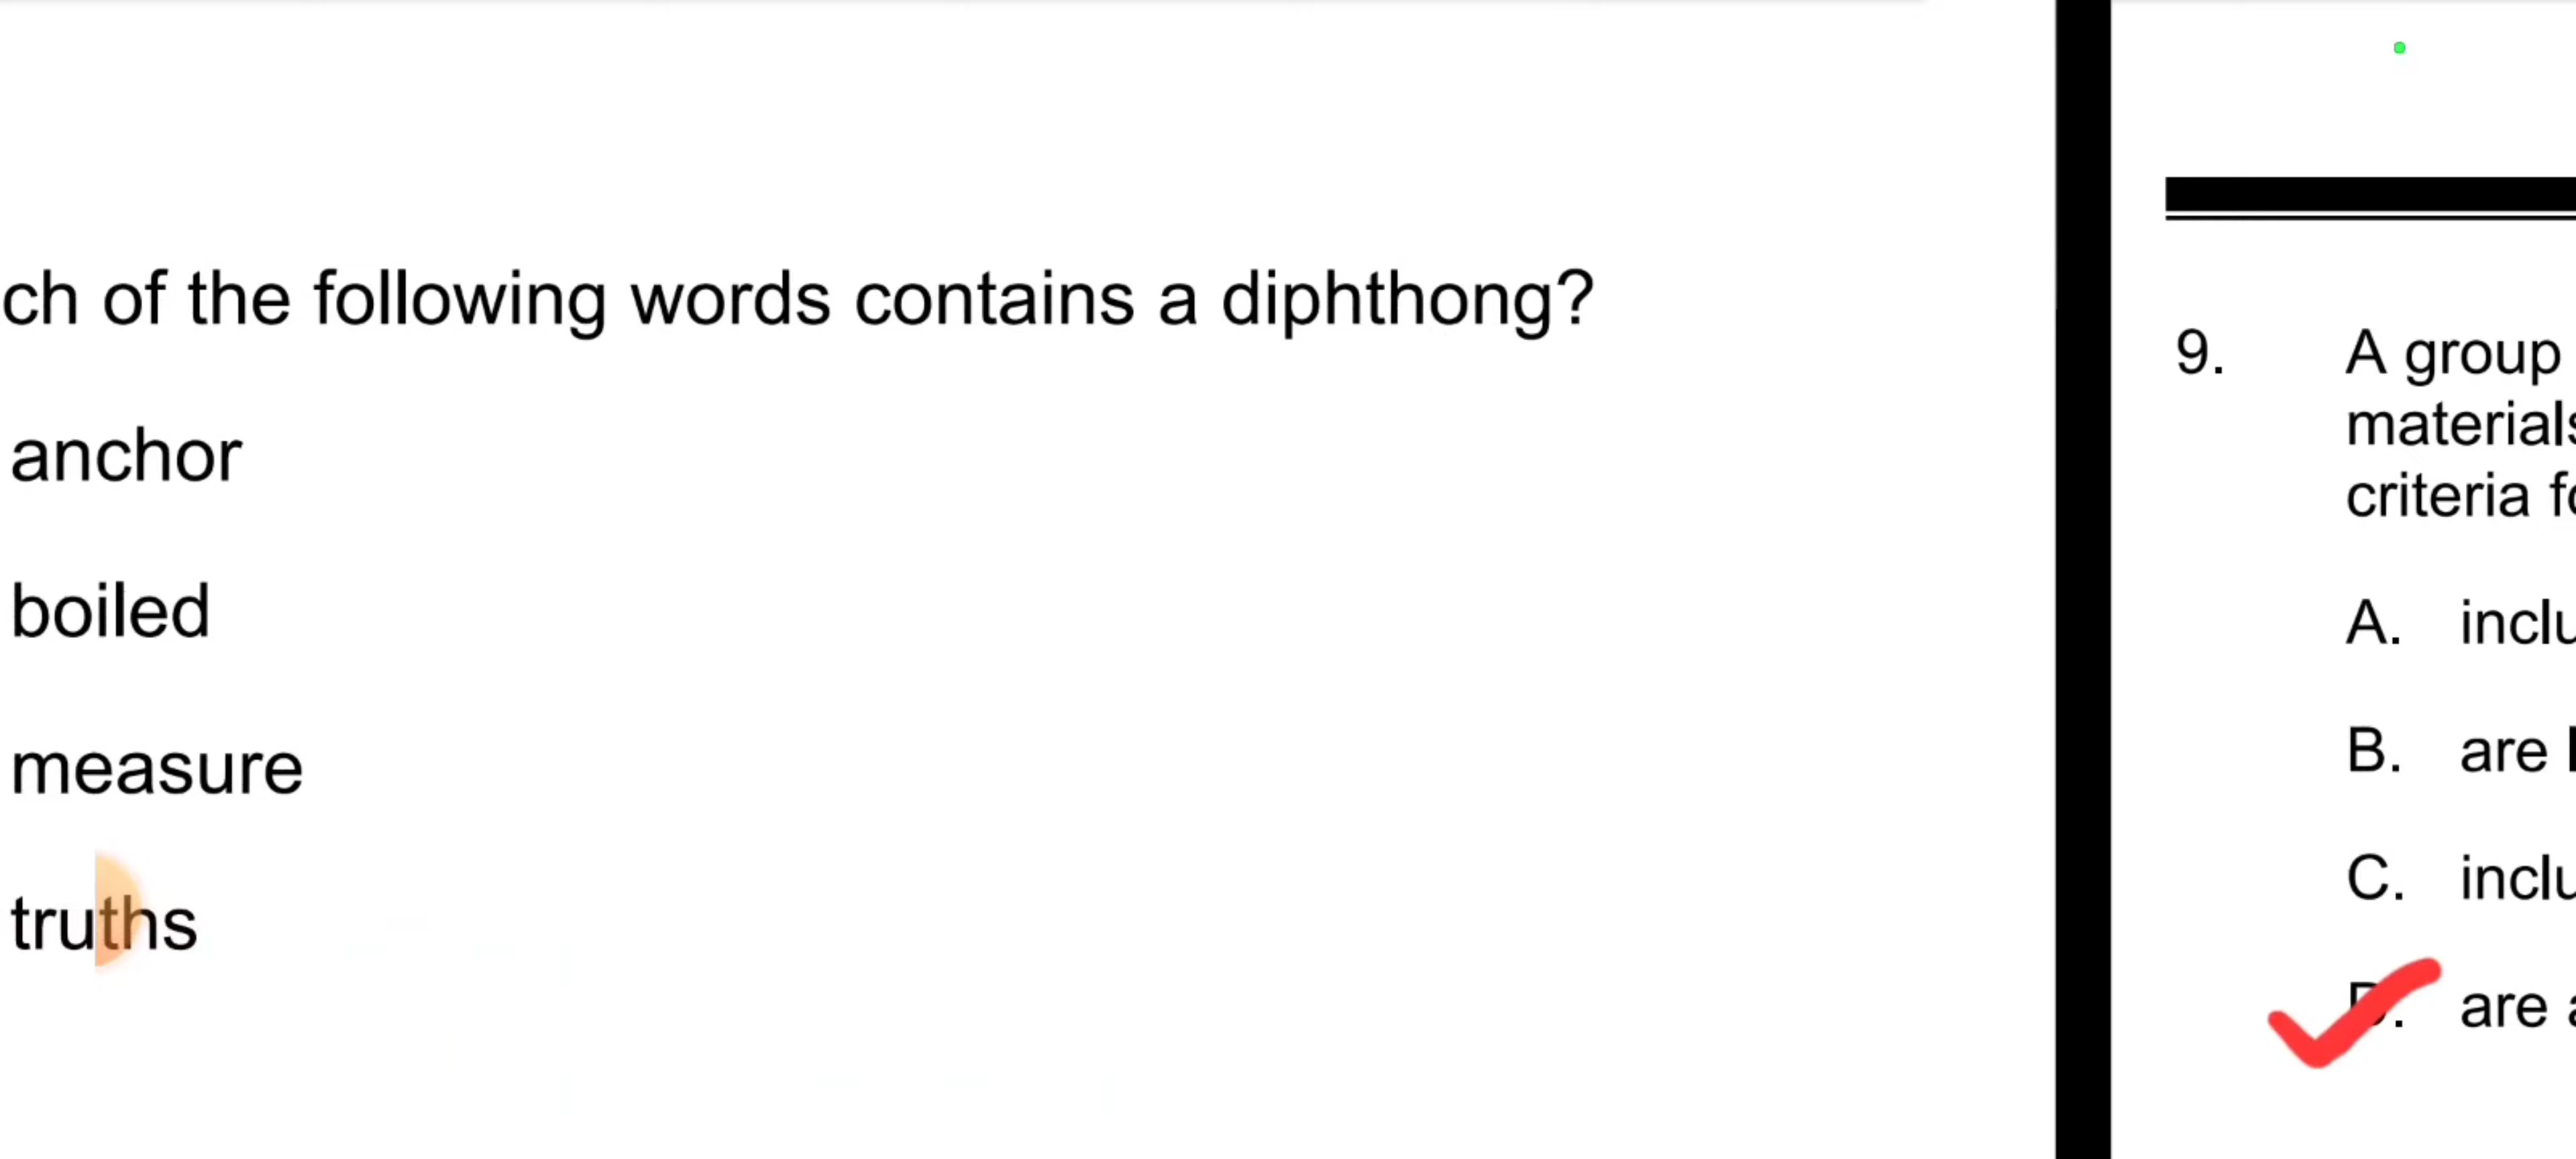 ch of the following words contains a diphthong?
anchor
boiled
measure
truths
9. A group
materials
criteria
A. inclu
B. are
C. inclu
D. are